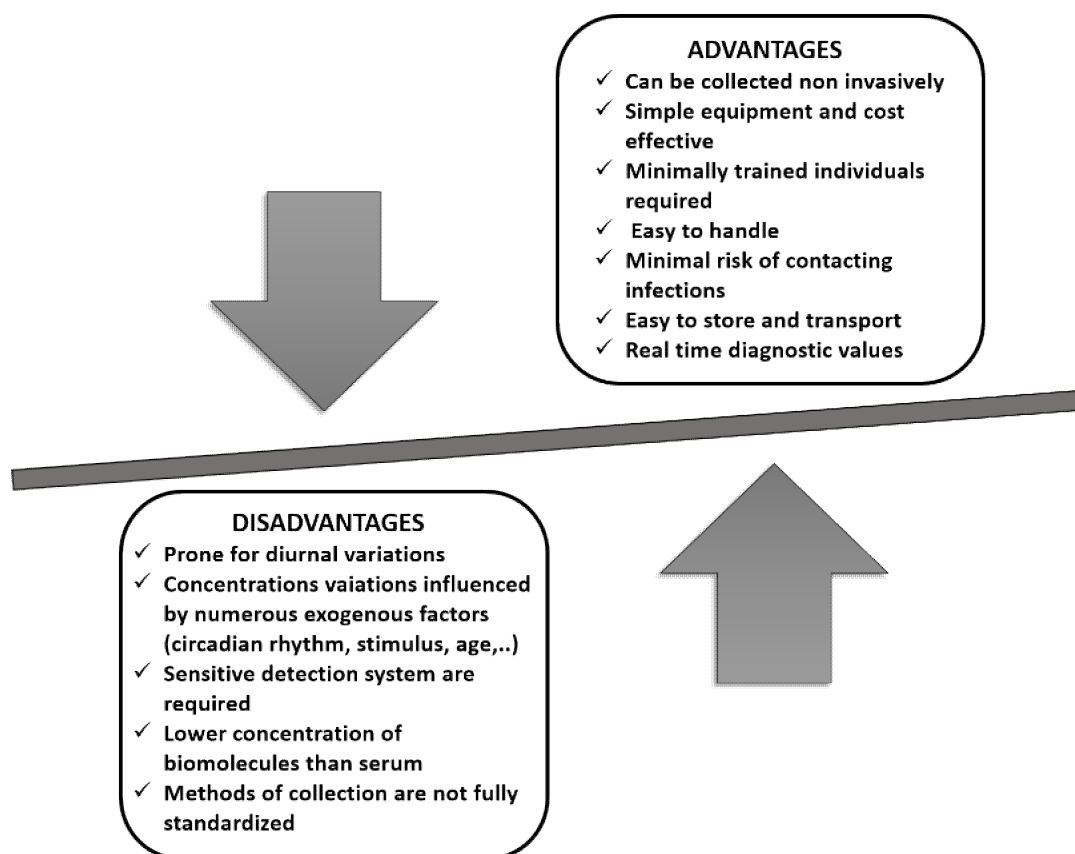 ADVANTAGES
✓ Can be collected non invasively
✓ Simple equipment and cost
effective
✓ Minimally trained individuals
required
✓ Easy to handle
✓ Minimal risk of contacting
infections
✓ Easy to store and transport
✓ Real time diagnostic values
DISADVANTAGES
✓ Prone for diurnal variations
✓ Concentrations vaiations influenced
by numerous exogenous factors
(circadian rhythm, stimulus, age,..)
✓ Sensitive detection system are
required
✓ Lower concentration of
biomolecules than serum
✓ Methods of collection are not fully
standardized